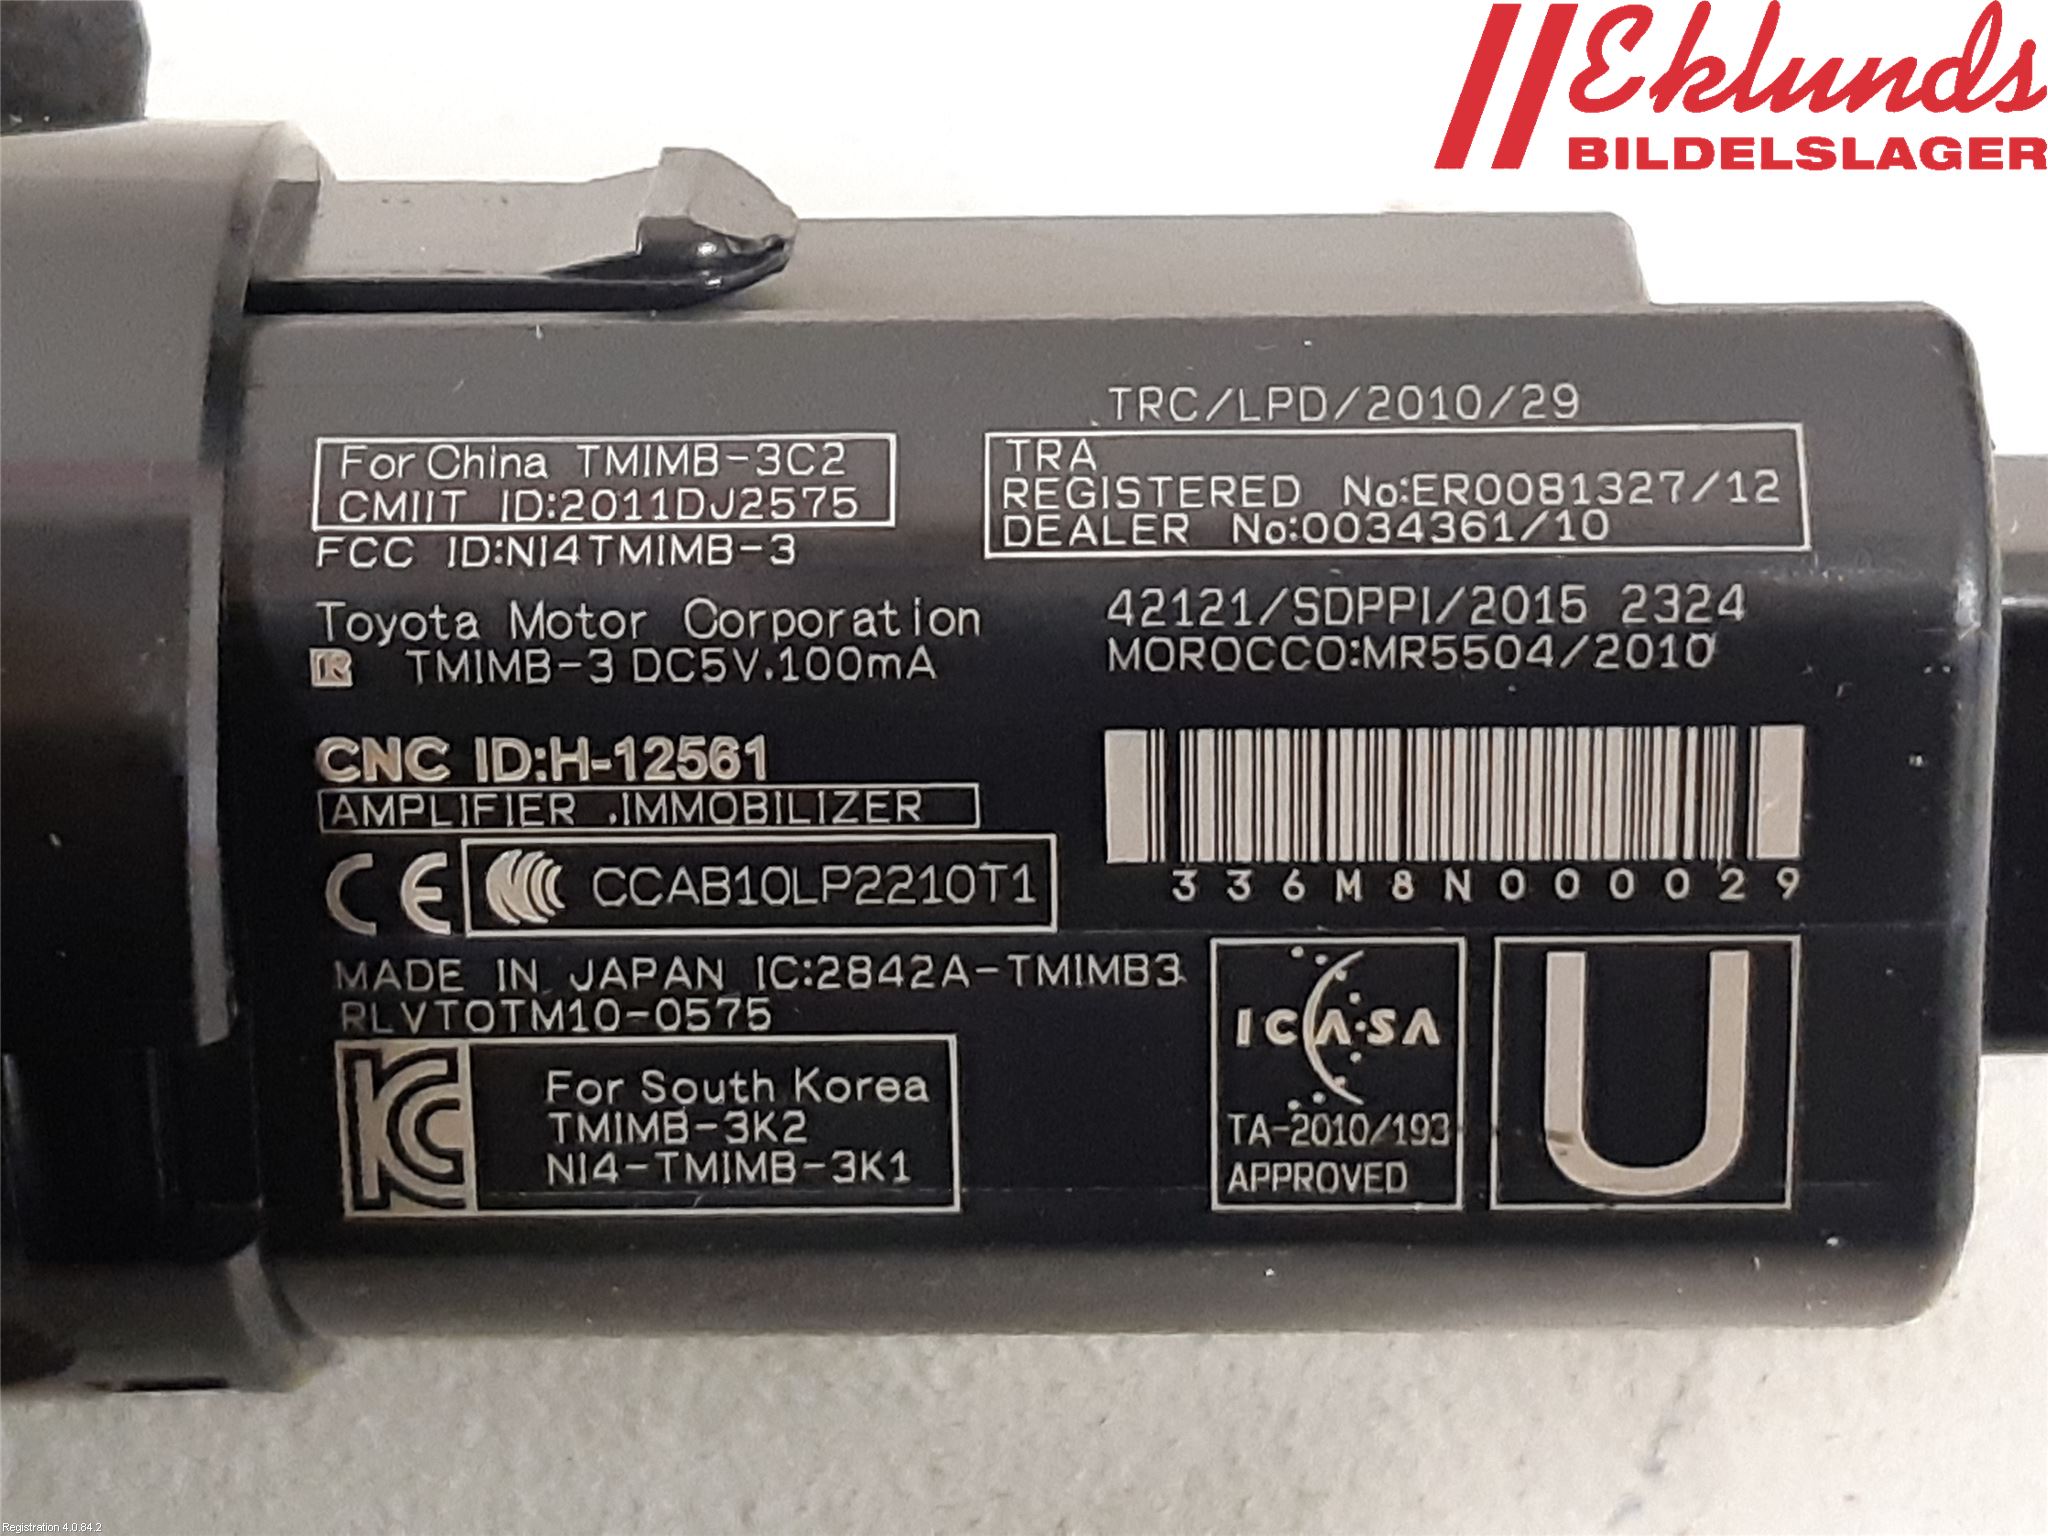 Eklunds
BILDELSLAGER
For China TMIMB-3C2
CMIIT ID:2011DJ2575
FCC ID:NI4TMIMB-3
Toyota Motor Corporation
R TMIMB-3 DC5V.100mA
CNC ID:H-12561
AMPLIFIER .IMMOBILIZER
CE CCAB10LP2210T1
MADE IN JAPAN IC:2842A-TMIMB3
RLVTOTM10-0575
KC
For South Korea
TMIMB-3K2
NI4-TMIMB-3K1
TRC/LPD/2010/29
TRA
REGISTERED No:ER0081327/12
DEALER No:0034361/10
42121/SDPPI/2015 2324
MOROCCO:MR5504/2010
336M8N000029
ICASA
TA-2010/193
APPROVED
U
Registration 4.0.84.2